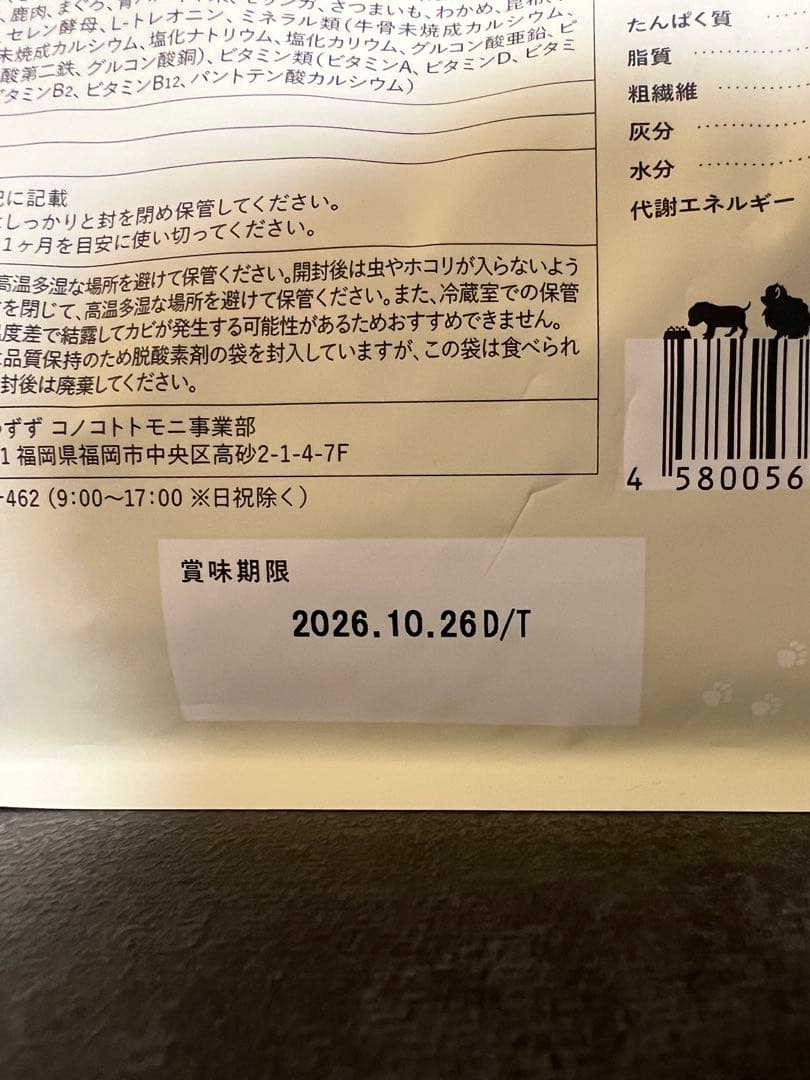 、鹿肉、まぐろ、
さつまいも、わかめ、昆布、
、セレン酵母、L-トレオニン、ミネラル類(牛骨未焼成カルシウム、
未焼成カルシウム、塩化ナトリウム、塩化カリウム、グルコン酸亜鉛、ピ
酸第二鉄、グルコン酸銅)、ビタミン類(ビタミンA、ビタミンD、ビタミ
タミンB2、ビタミンB12、パントテン酸カルシウム)
記に記載
はしっかりと封を閉め保管してください。
1ヶ月を目安に使い切ってください。
高温多湿な場所を避けて保管ください。開封後は虫やホコリが入らないよう
を閉じて、高温多湿な場所を避けて保管ください。また、冷蔵室での保管
温度差で結露してカビが発生する可能性があるためおすすめできません。
は品質保持のため脱酸素剤の袋を封入していますが、この袋は食べられ
封後は廃棄してください。
ずず コノコトトモニ事業部
1 福岡県福岡市中央区高砂2-1-4-7F
-462 (9:00〜17:00 ※日祝除く)
たんぱく質
脂質
粗繊維
灰分
水分
代謝エネルギー
4 580056
賞味期限
2026.10.26D/T